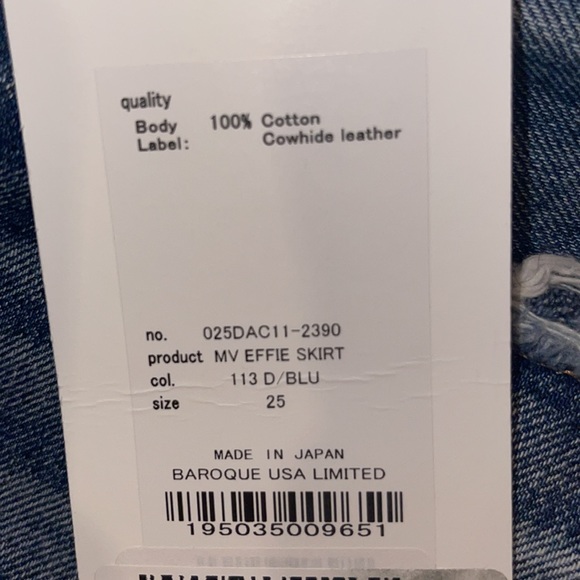 quality
Body 100% Cotton
Label: Cowhide leather
no. 025DAC11-2390
product MV EFFIE SKIRT
col. 113 D/BLU
size 25
MADE IN JAPAN
BAROQUE USA LIMITED
195035009651